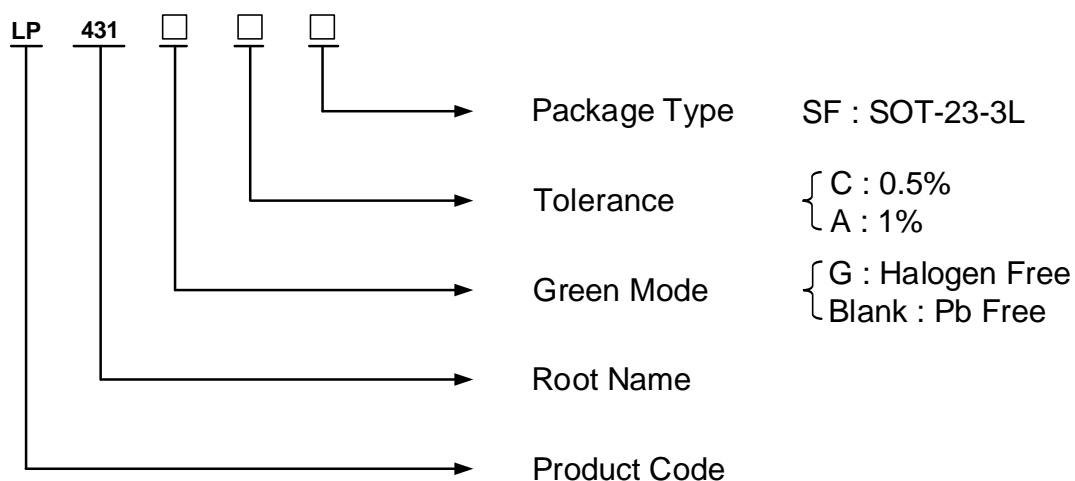 LP 431 □ □ □
Package Type SF : SOT-23-3L
Tolerance C : 0.5%
A : 1%
Green Mode G : Halogen Free
Blank : Pb Free
Root Name
Product Code